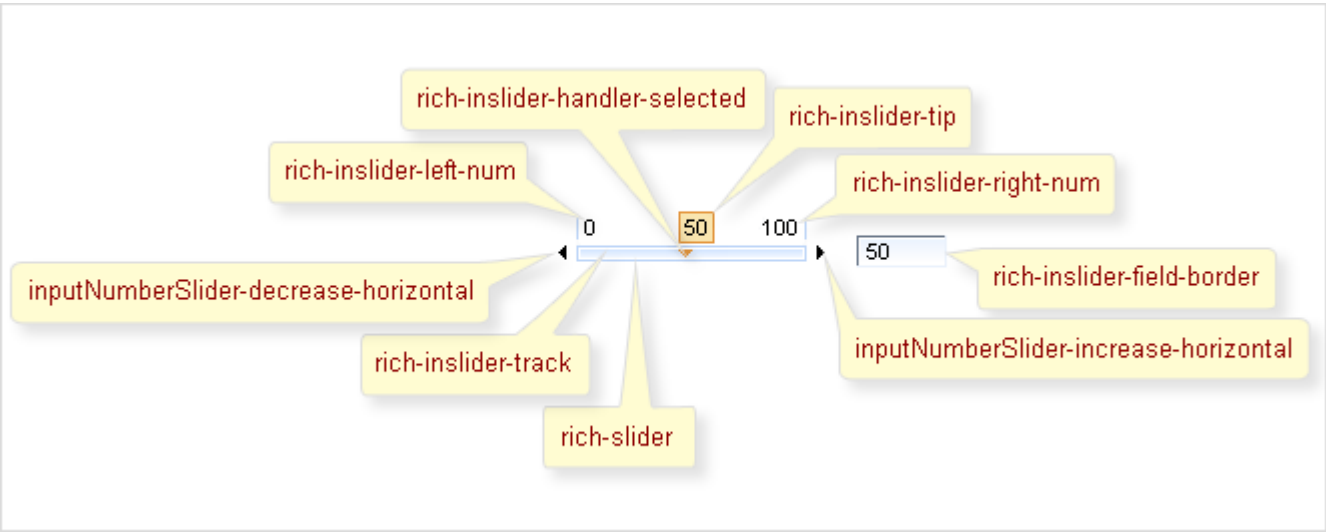 rich-inslider-handler-selected
rich-inslider-tip
rich-inslider-left-num
rich-inslider-right-num
0
50
100
50
inputNumberSlider-decrease-horizontal
rich-inslider-field-border
rich-inslider-track
inputNumberSlider-increase-horizontal
rich-slider